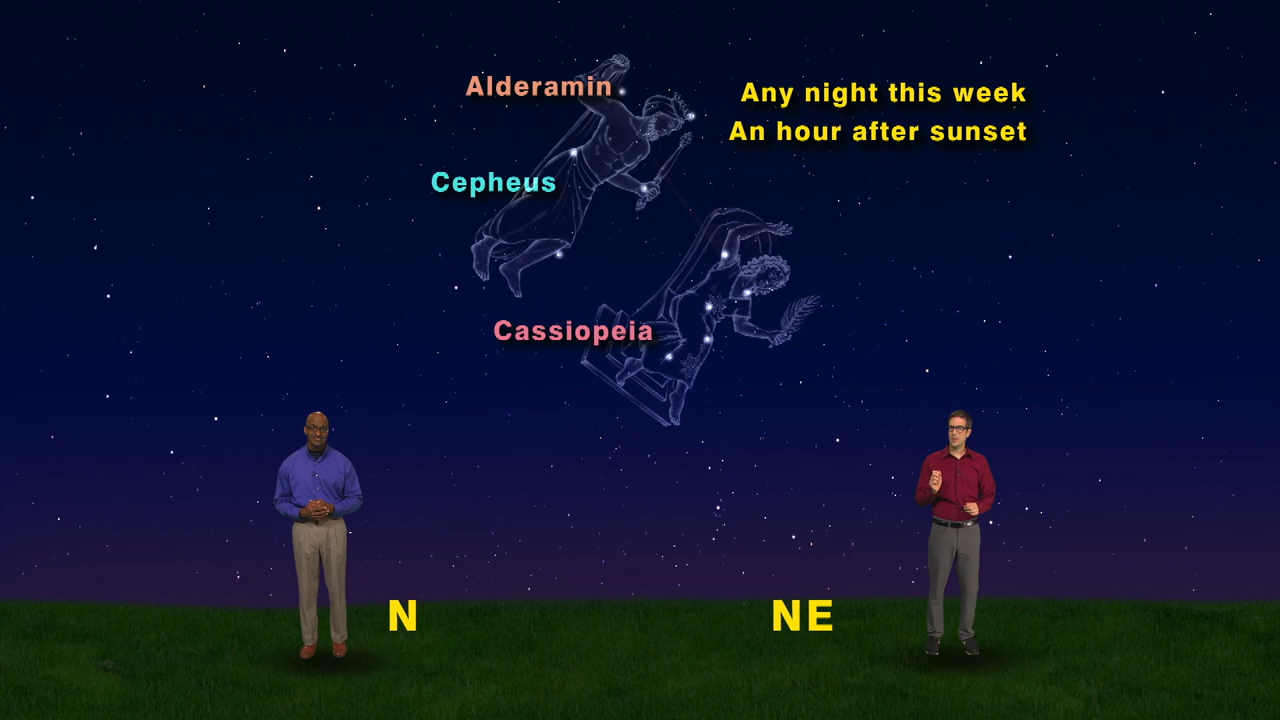 Alderamin
Any night this week
An hour after sunset
Cepheus
Cassiopeia
N
NE